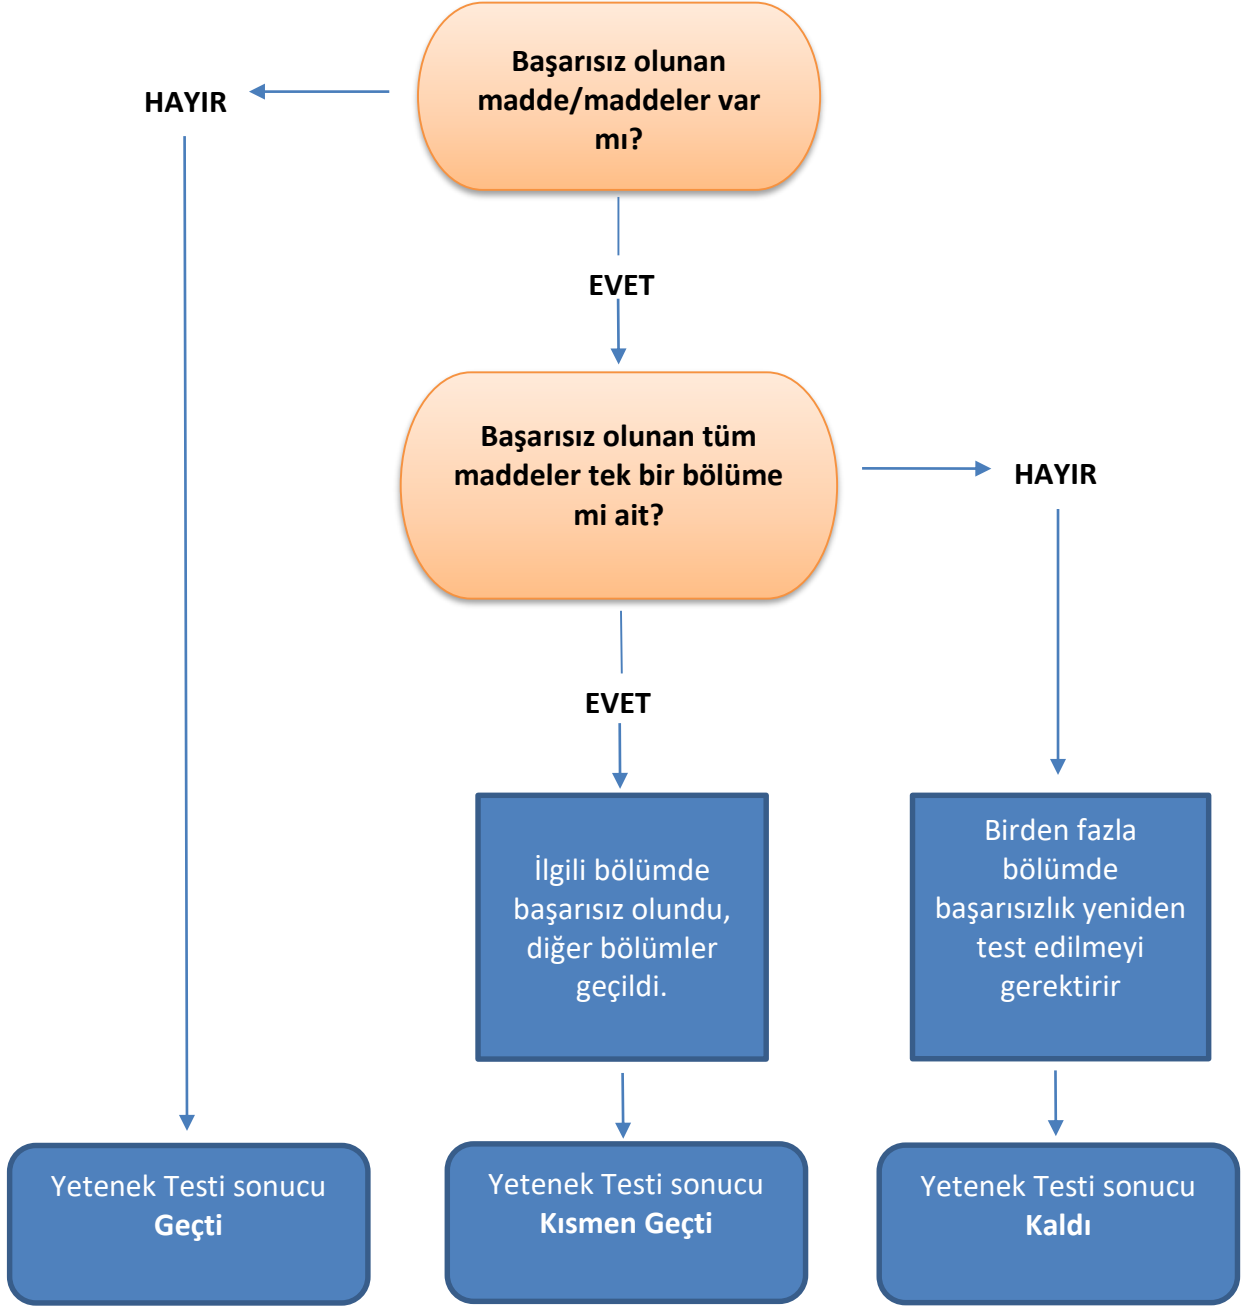 Başarısız olunan
madde/maddeler var
mı?
HAYIR
EVET
Başarısız olunan tüm
maddeler tek bir bölüme
mi ait?
HAYIR
EVET
İlgili bölümde
başarısız olundu,
diğer bölümler
geçildi.
Birden fazla
bölümde
başarısızlık yeniden
test edilmeyi
gerektirir
Yetenek Testi sonucu
Geçti
Yetenek Testi sonucu
Kısmen Geçti
Yetenek Testi sonucu
Kaldı